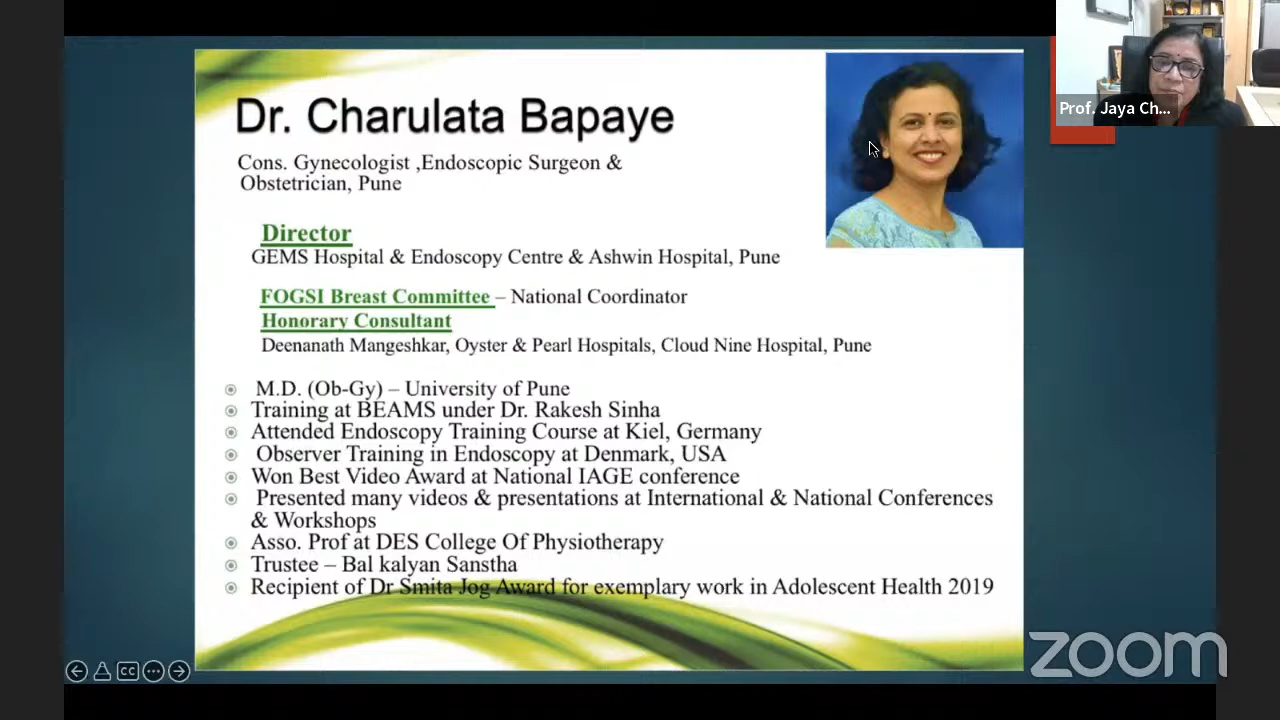 Dr. Charulata Bapaye
Cons. Gynecologist ,Endoscopic Surgeon &
Obstetrician, Pune
Director
GEMS Hospital & Endoscopy Centre & Ashwin Hospital, Pune
FOGSI Breast Committee – National Coordinator
Honorary Consultant
Deenanath Mangeshkar, Oyster & Pearl Hospitals, Cloud Nine Hospital, Pune
M.D. (Ob-Gy) – University of Pune
Training at BEAMS under Dr. Rakesh Sinha
Attended Endoscopy Training Course at Kiel, Germany
Observer Training in Endoscopy at Denmark, USA
Won Best Video Award at National IAGE conference
Presented many videos & presentations at International & National Conferences
& Workshops
Asso. Prof at DES College Of Physiotherapy
Trustee – Bal kalyan Sanstha
Recipient of Dr Smita Jog Award for exemplary work in Adolescent Health 2019
Prof. Jaya Ch...
CC
zoom